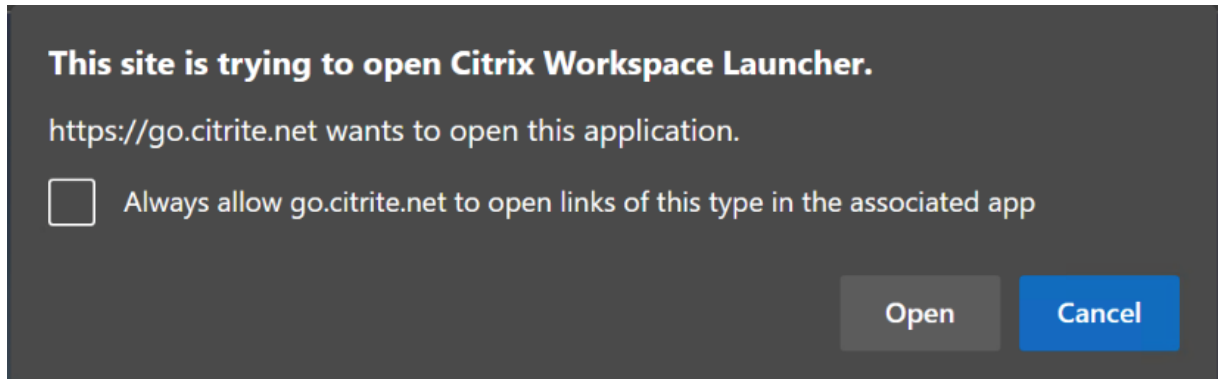 This site is trying to open Citrix Workspace Launcher.
https://go.citrite.net wants to open this application.
Always allow go.citrite.net to open links of this type in the associated app
Open
Cancel